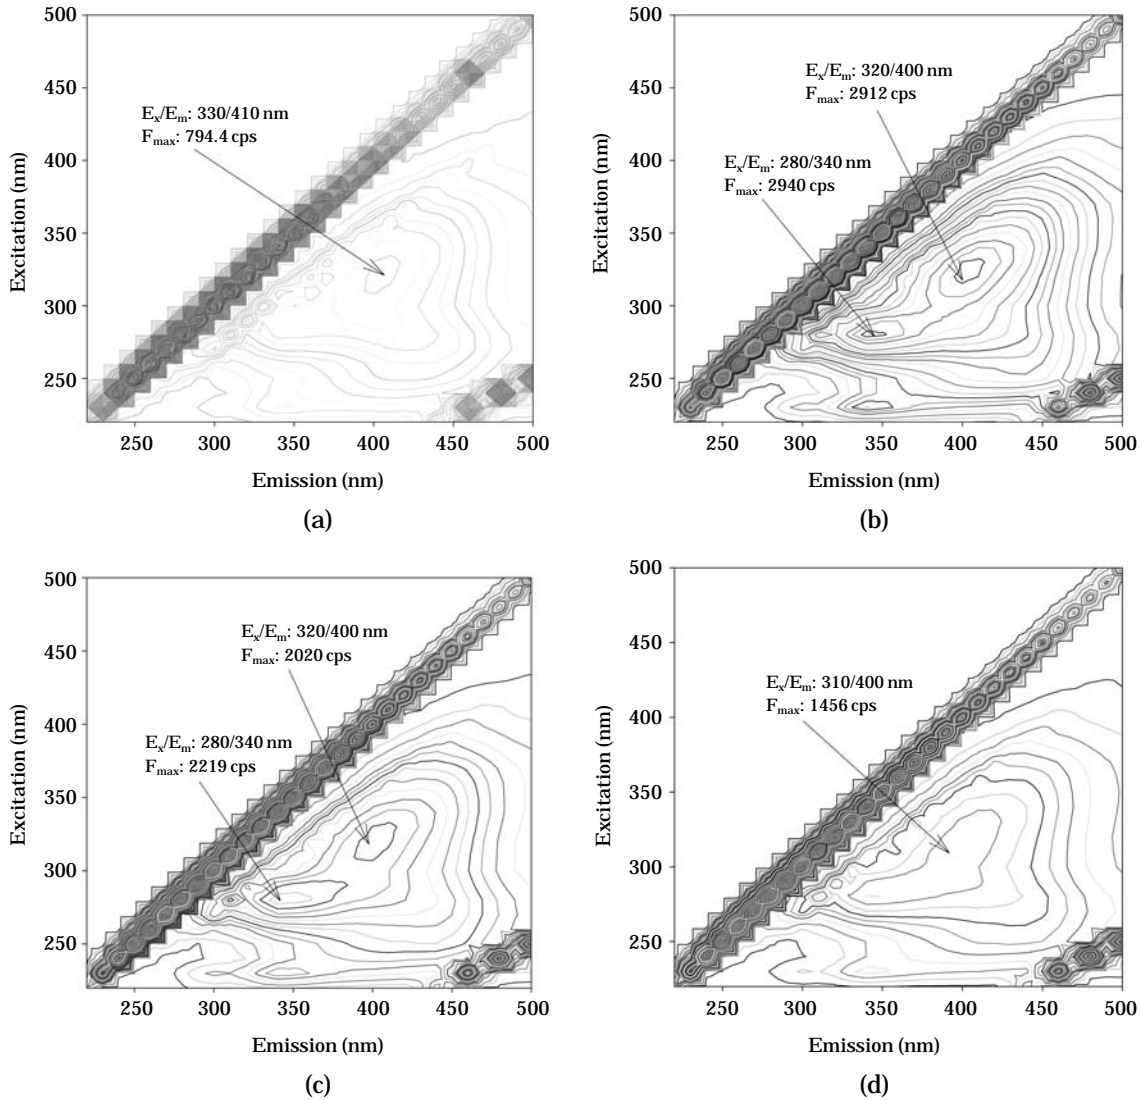 500
450
400
350
300
250
Excitation (nm)
Eₓ/Eₘ: 330/410 nm
Fₘₐₓ: 794.4 cps
250 300 350 400 450 500
Emission (nm)
(a)
500
450
400
350
300
250
Excitation (nm)
Eₓ/Eₘ: 320/400 nm
Fₘₐₓ: 2912 cps
Eₓ/Eₘ: 280/340 nm
Fₘₐₓ: 2940 cps
250 300 350 400 450 500
Emission (nm)
(b)
500
450
400
350
300
250
Excitation (nm)
Eₓ/Eₘ: 320/400 nm
Fₘₐₓ: 2020 cps
Eₓ/Eₘ: 280/340 nm
Fₘₐₓ: 2219 cps
250 300 350 400 450 500
Emission (nm)
(c)
500
450
400
350
300
250
Excitation (nm)
Eₓ/Eₘ: 310/400 nm
Fₘₐₓ: 1456 cps
250 300 350 400 450 500
Emission (nm)
(d)